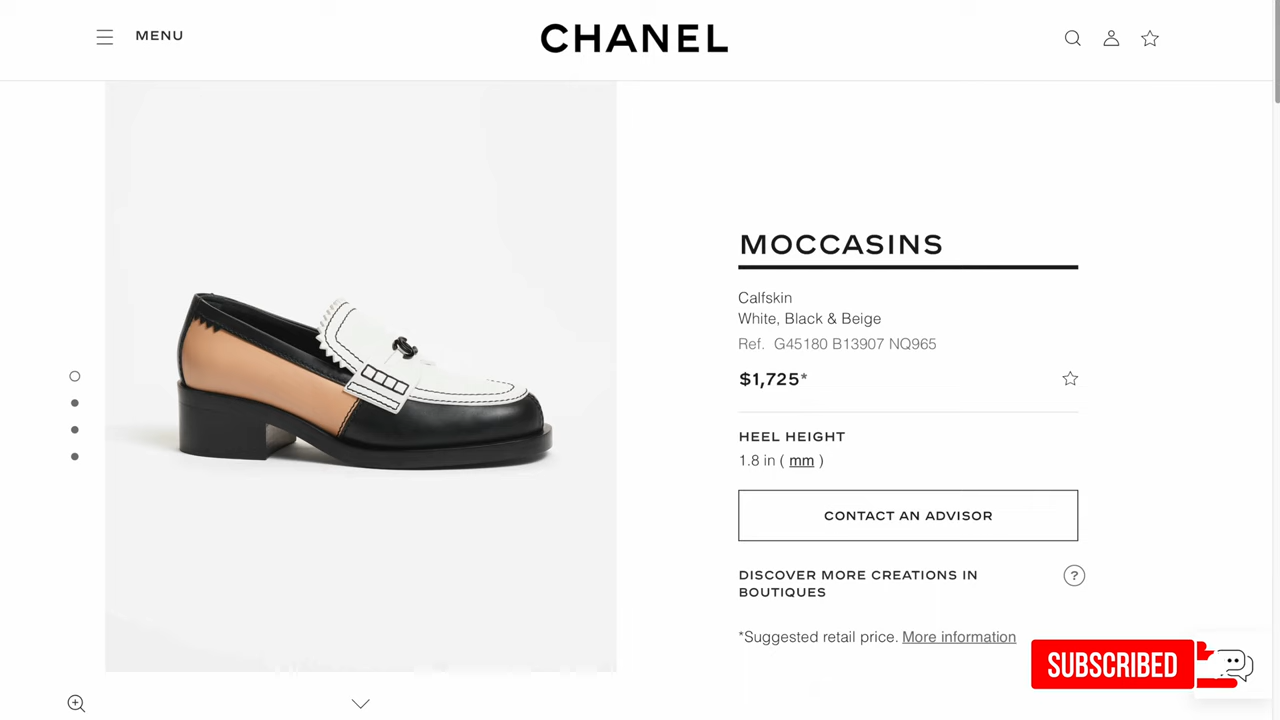 MENU
CHANEL
MOCCASINS
Calfskin
White, Black & Beige
Ref. G45180 B13907 NQ965
$1,725*
HEEL HEIGHT
1.8 in ( mm )
CONTACT AN ADVISOR
DISCOVER MORE CREATIONS IN
BOUTIQUES
?
*Suggested retail price. More information
SUBSCRIBED